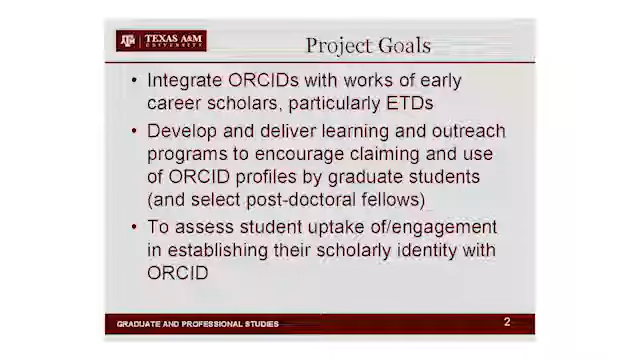 TEXAS A&M
UNIVERSITY
Project Goals
• Integrate ORCIDs with works of early
career scholars, particularly ETDs
• Develop and deliver learning and outreach
programs to encourage claiming and use
of ORCID profiles by graduate students
(and select post-doctoral fellows)
• To assess student uptake of/engagement
in establishing their scholarly identity with
ORCID
GRADUATE AND PROFESSIONAL STUDIES
2